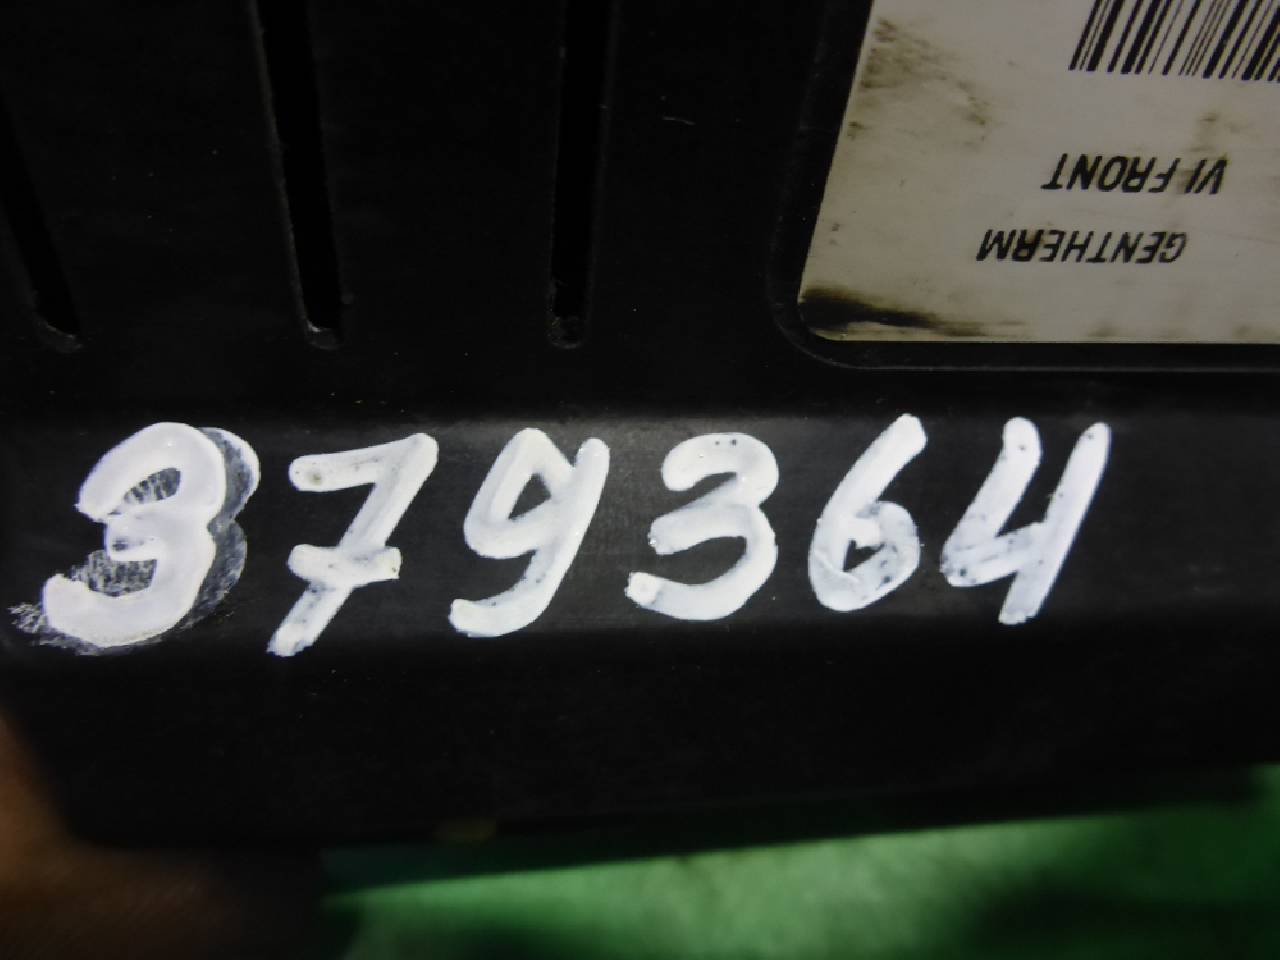 VI FRONT
GENTHERM
379364